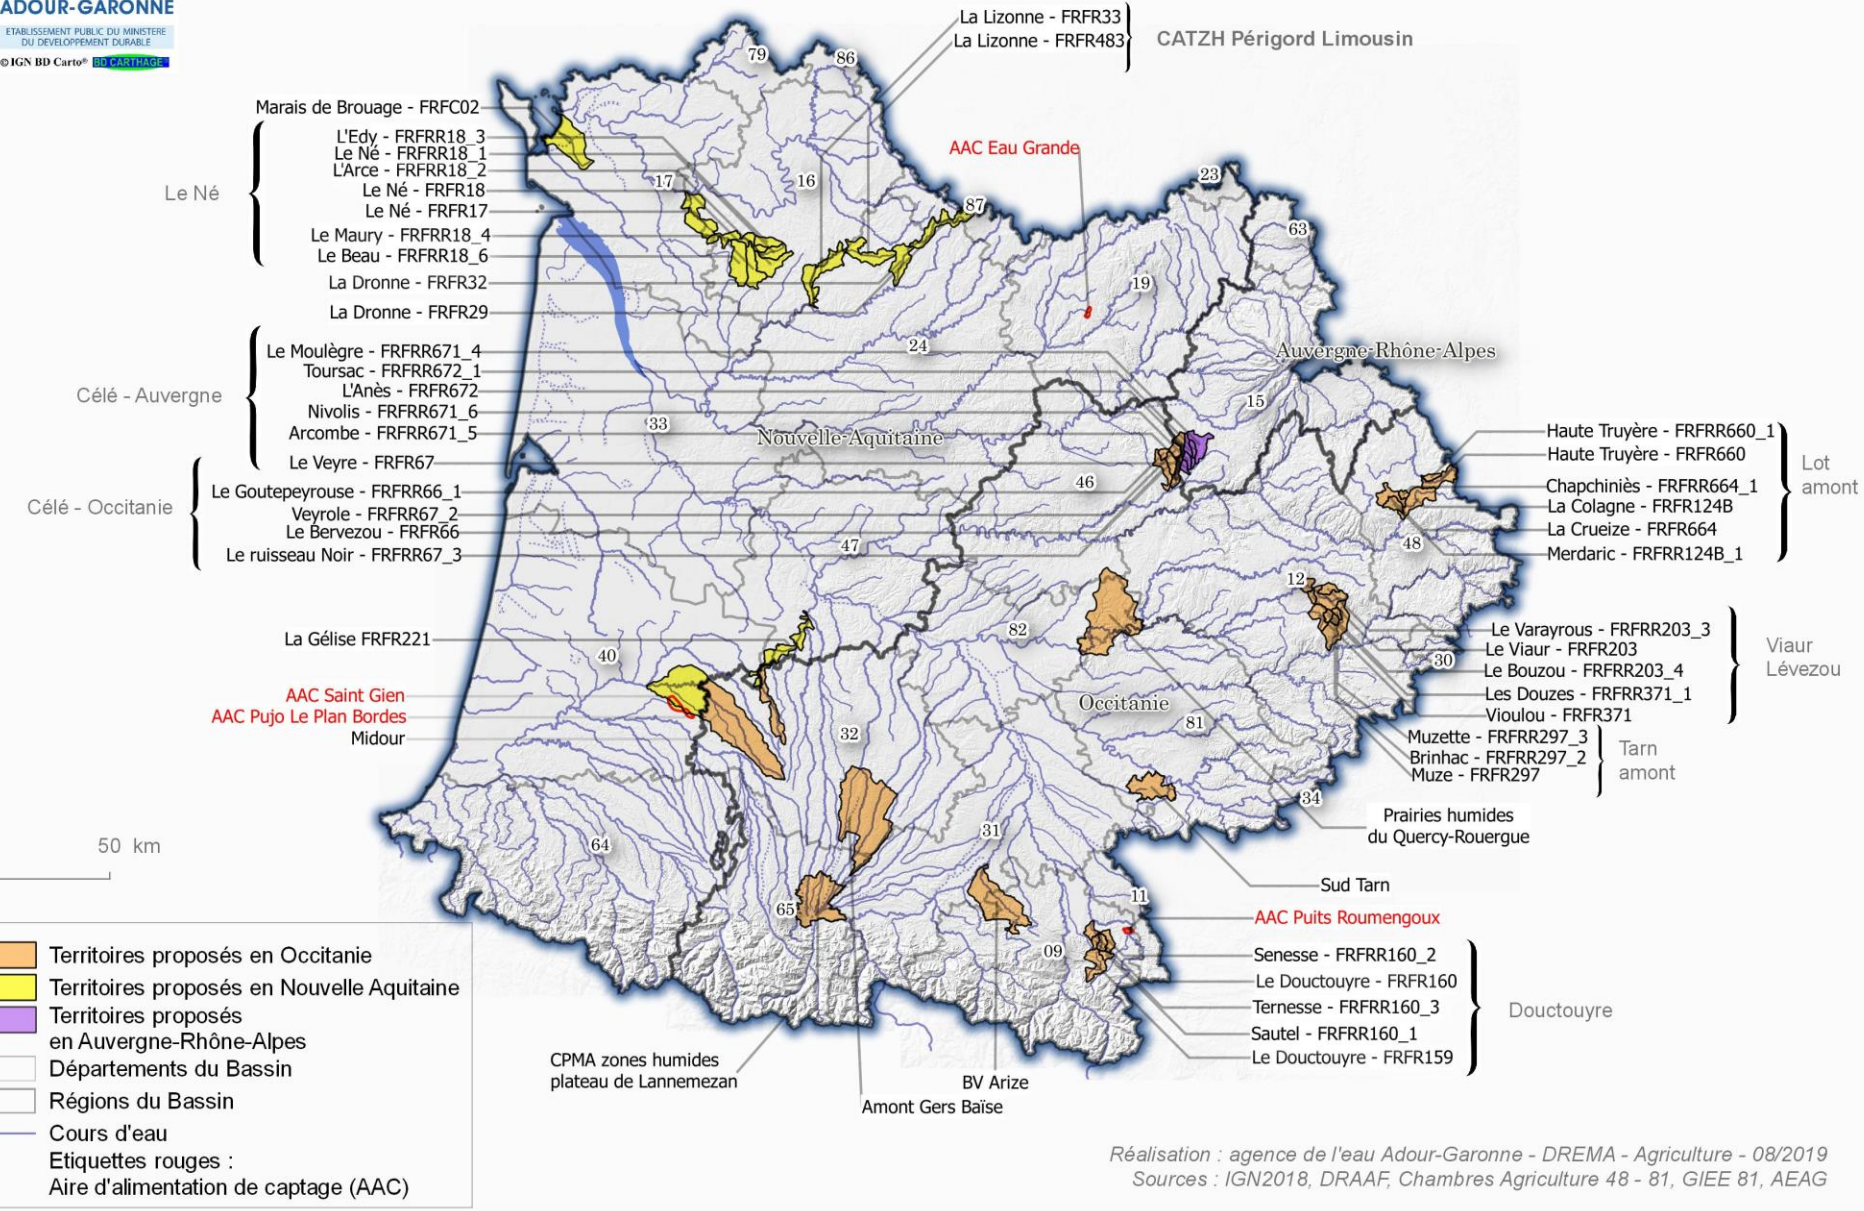 ADOUR-GARONNE
ETABLISSEMENT PUBLIC DU MINISTERE
DU DEVELOPPEMENT DURABLE
© IGN BD Carto® BD CARTHAGE®
La Lizonne - FRFR33
La Lizonne - FRFR483
CATZH Périgord Limousin
Marais de Brouage - FRFC02
L'Edy - FRFRR18_3
Le Né - FRFRR18_1
L'Arce - FRFRR18_2
Le Né - FRFR18
Le Né - FRFR17
Le Maury - FRFRR18_4
Le Beau - FRFRR18_6
Le Né
La Dronne - FRFR32
La Dronne - FRFR29
Le Moulègre - FRFRR671_4
Toursac - FRFRR672_1
L'Anès - FRFR672
Nivolis - FRFRR671_6
Arcombe - FRFRR671_5
Le Veyre - FRFR67
Célé - Auvergne
Le Goutepeyrouse - FRFRR66_1
Veyrole - FRFRR67_2
Le Bervezou - FRFR66
Le ruisseau Noir - FRFRR67_3
Célé - Occitanie
La Gélise FRFR221
AAC Saint Gien
AAC Pujo Le Plan Bordes
Midour
AAC Eau Grande
79
86
17
16
87
23
63
19
24
15
33
46
48
47
12
82
30
40
81
32
34
31
64
65
09
11
Auvergne-Rhône-Alpes
Nouvelle-Aquitaine
Occitanie
Haute Truyère - FRFRR660_1
Haute Truyère - FRFR660
Chapchiniès - FRFRR664_1
La Colagne - FRFR124B
La Crueize - FRFR664
Merdaric - FRFRR124B_1
Lot
amont
Le Varayrous - FRFRR203_3
Le Viaur - FRFR203
Le Bouzou - FRFRR203_4
Les Douzes - FRFRR371_1
Vioulou - FRFR371
Viaur
Lévezou
Muzette - FRFRR297_3
Brinhac - FRFRR297_2
Muze - FRFR297
Tarn
amont
Prairies humides
du Quercy-Rouergue
Sud Tarn
AAC Puits Roumengoux
Senesse - FRFRR160_2
Le Douctouyre - FRFR160
Ternesse - FRFRR160_3
Sautel - FRFRR160_1
Le Douctouyre - FRFR159
Douctouyre
CPMA zones humides
plateau de Lannemezan
BV Arize
Amont Gers Baïse
50 km
Territoires proposés en Occitanie
Territoires proposés en Nouvelle Aquitaine
Territoires proposés
en Auvergne-Rhône-Alpes
Départements du Bassin
Régions du Bassin
Cours d'eau
Etiquettes rouges :
Aire d'alimentation de captage (AAC)
Réalisation : agence de l'eau Adour-Garonne - DREMA - Agriculture - 08/2019
Sources : IGN2018, DRAAF, Chambres Agriculture 48 - 81, GIEE 81, AEAG